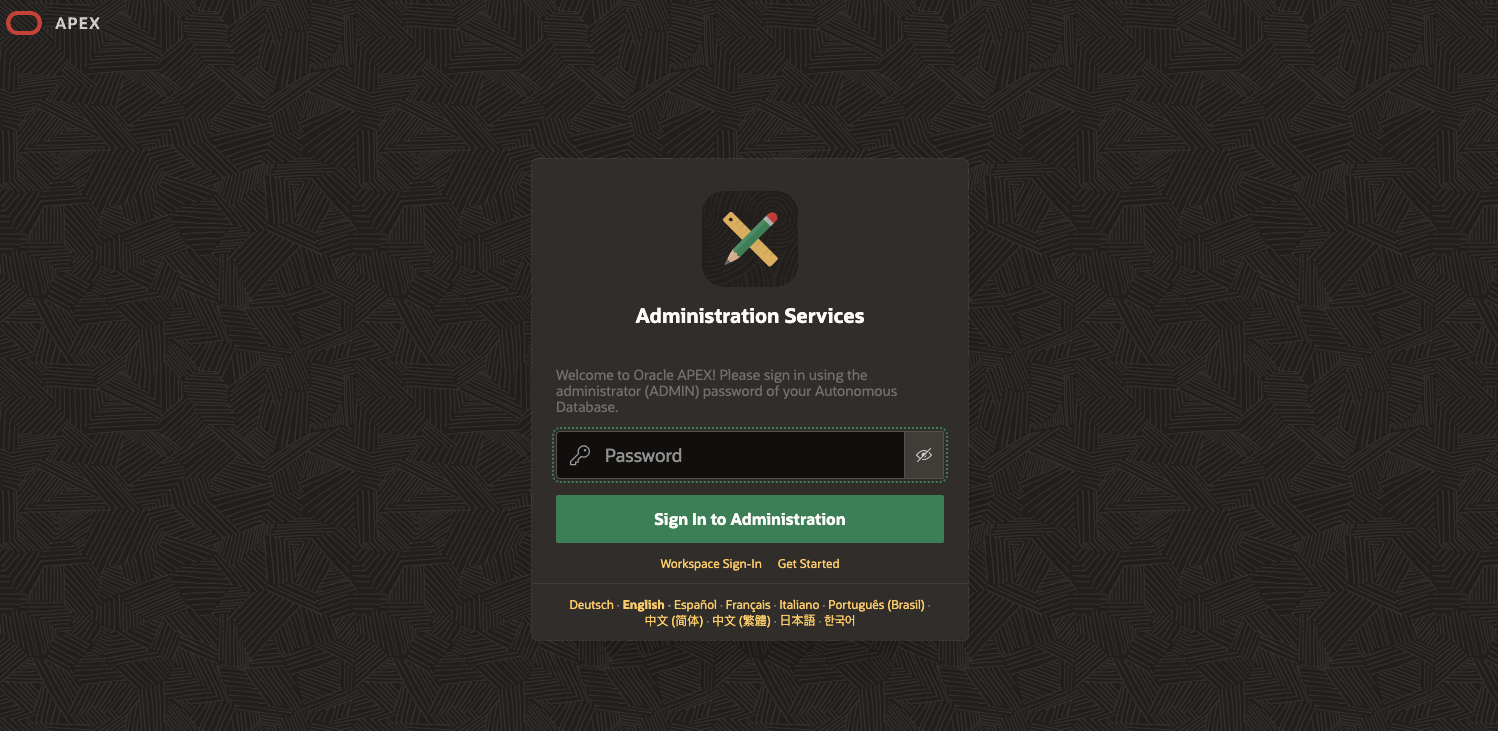 APEX
Administration Services
Welcome to Oracle APEX! Please sign in using the
administrator (ADMIN) password of your Autonomous
Database.
Password
Sign In to Administration
Workspace Sign-In Get Started
Deutsch · English · Español · Français · Italiano · Português (Brasil) ·
中文 (简体) · 中文 (繁體) · 日本語 · 한국어